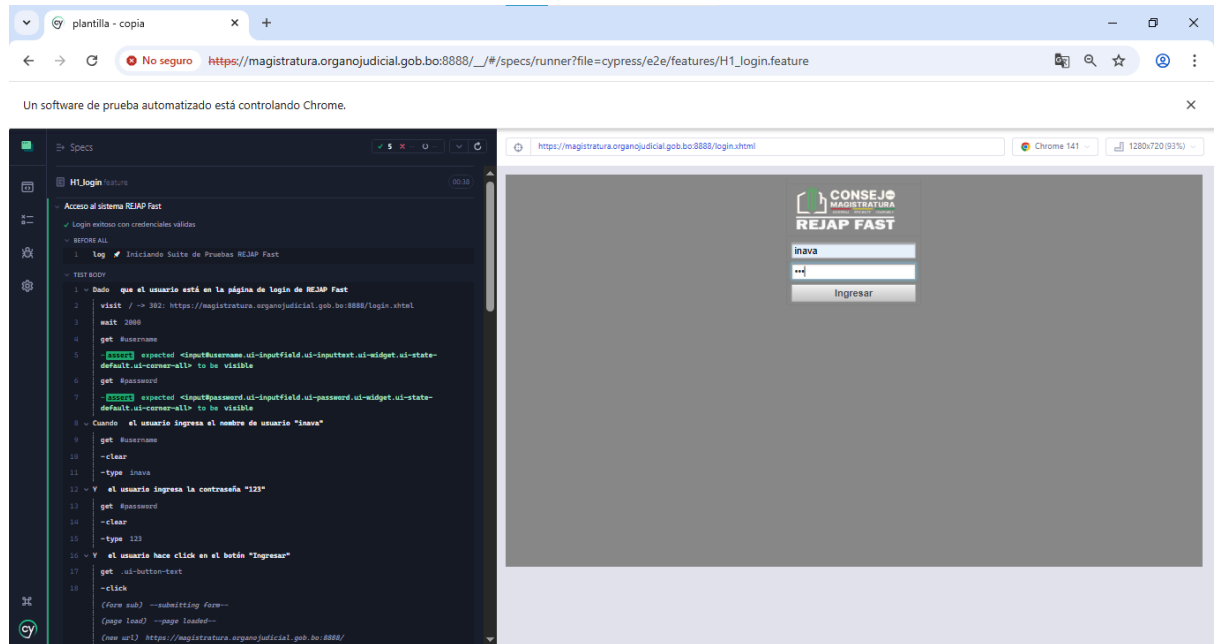 plantilla - copia
No seguro https://magistratura.organojudicial.gob.bo:8888/__/#/specs/runner?file=cypress/e2e/features/H1_login.feature
Un software de prueba automatizado está controlando Chrome.
Specs
5
https://magistratura.organojudicial.gob.bo:8888/login.xhtml
Chrome 141
1280x720 (93%)
H1_login feature
00:38
Acceso al sistema REJAP Fast
Login exitoso con credenciales válidas
BEFORE ALL
1 log Iniciando Suite de Pruebas REJAP Fast
TEST BODY
1 Dado que el usuario está en la página de login de REJAP Fast
2 visit / -> 302: https://magistratura.organojudicial.gob.bo:8888/login.xhtml
3 wait 2000
4 get #username
5 -assert expected <input#username.ui-inputfield.ui-inputtext.ui-widget.ui-state-
default.ui-corner-all> to be visible
6 get #password
7 -assert expected <input#password.ui-inputfield.ui-password.ui-widget.ui-state-
default.ui-corner-all> to be visible
8 Cuando el usuario ingresa el nombre de usuario "inava"
9 get #username
10 -clear
11 -type inava
12 Y el usuario ingresa la contraseña "123"
13 get #password
14 -clear
15 -type 123
16 Y el usuario hace click en el botón "Ingresar"
17 get .ui-button-text
18 -click
(form sub) --submitting form--
(page load) --page loaded--
(new url) https://magistratura.organojudicial.gob.bo:8888/
cy
CONSEJO
MAGISTRATURA
REJAP FAST
inava
•••
Ingresar